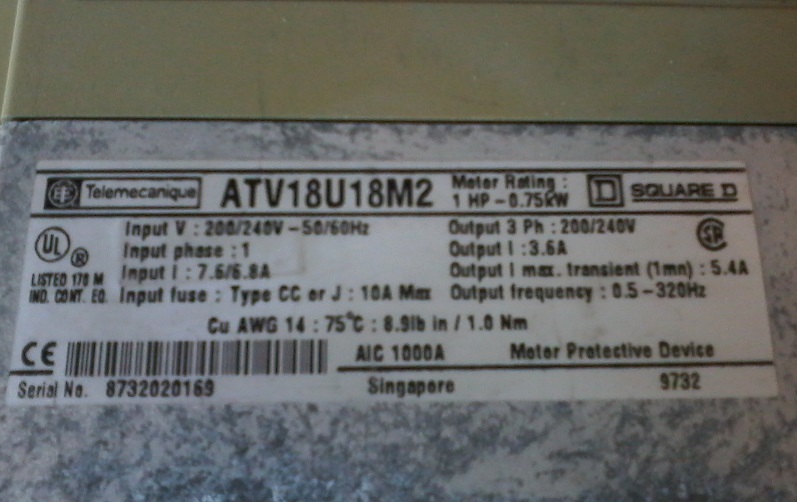 Telemecanique ATV18U18M2 Motor Rating : 1 HP - 0.75kW D SQUARE D
Input V : 200/240V - 50/60Hz Output 3 Ph : 200/240V
UL ® Input phase : 1 Output I : 3.6A SA
LISTED 170 M Input I : 7.6/6.8A Output I max. transient (1mn) : 5.4A
IND. CONT. EQ. Input fuse : Type CC or J : 10A Max Output frequency : 0.5 - 320Hz
Cu AWG 14 : 75°C : 8.9lb in / 1.0 Nm
CE AIC 1000A Motor Protective Device
Serial No. 8732020169 Singapore 9732